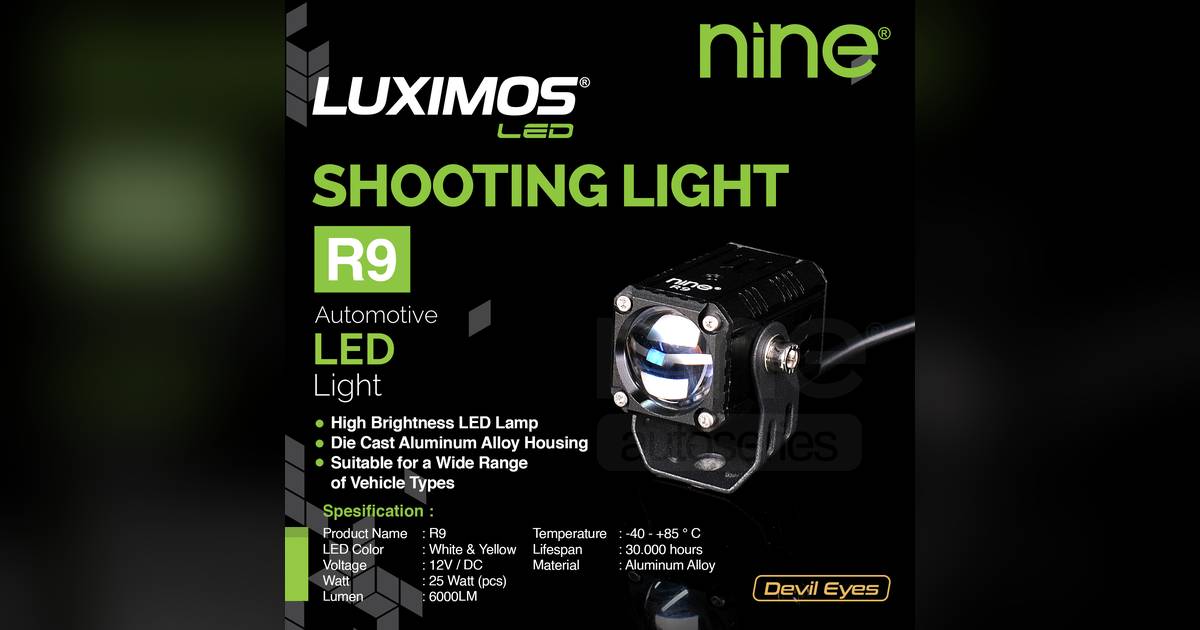 nine®
LUXIMOS®
LED
SHOOTING LIGHT
R9
nine®
R9
Automotive
LED
Light
nine®
autoseries
High Brightness LED Lamp
Die Cast Aluminum Alloy Housing
Suitable for a Wide Range
of Vehicle Types
Spesification :
Product Name : R9
LED Color : White & Yellow
Voltage : 12V / DC
Watt : 25 Watt (pcs)
Lumen : 6000LM
Temperature : -40 - +85 ° C
Lifespan : 30.000 hours
Material : Aluminum Alloy
Devil Eyes